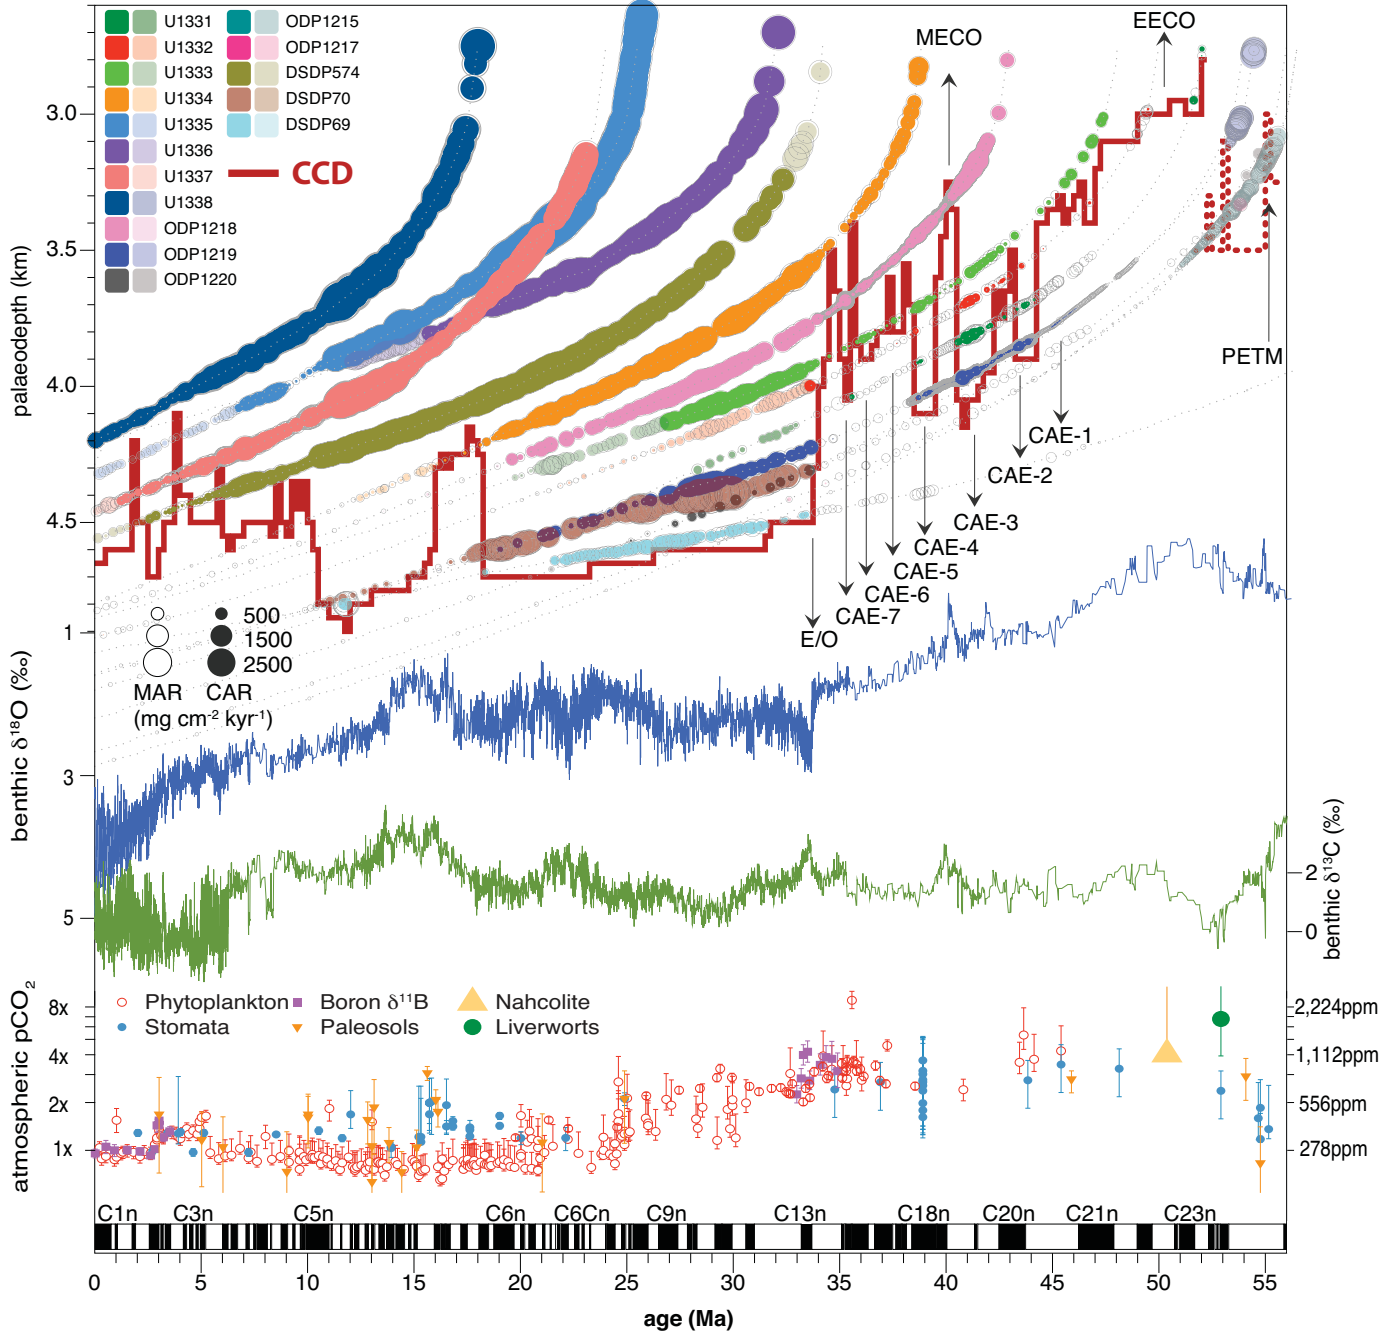 U1331
U1332
U1333
U1334
U1335
U1336
U1337
U1338
ODP1218
ODP1219
ODP1220
ODP1215
ODP1217
DSDP574
DSDP70
DSDP69
CCD
MECO
EECO
PETM
CAE-1
CAE-2
CAE-3
CAE-4
CAE-5
CAE-6
CAE-7
E/O
palaeodepth (km)
3.0
3.5
4.0
4.5
500
1500
2500
MAR CAR
(mg cm-2 kyr-1)
benthic δ18O (‰)
1
3
5
benthic δ13C (‰)
2
0
atmospheric pCO2
8x
4x
2x
1x
2,224ppm
1,112ppm
556ppm
278ppm
Phytoplankton
Stomata
Boron δ11B
Paleosols
Nahcolite
Liverworts
C1n C3n C5n C6n C6Cn C9n C13n C18n C20n C21n C23n
0 5 10 15 20 25 30 35 40 45 50 55
age (Ma)